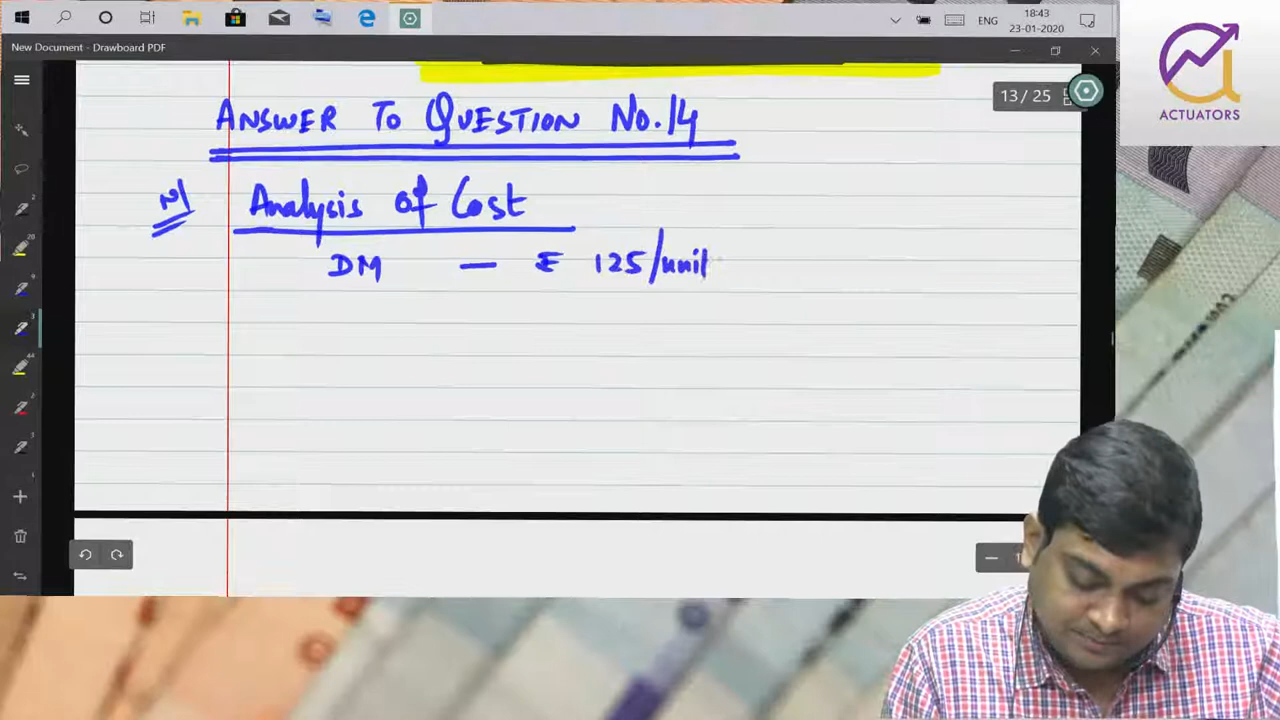 18:43
ENG
23-01-2020
New Document - Drawboard PDF
13 / 25
ACTUATORS
ANSWER TO QUESTION NO.14
Analysis of Cost
DM — ₹ 125/unit